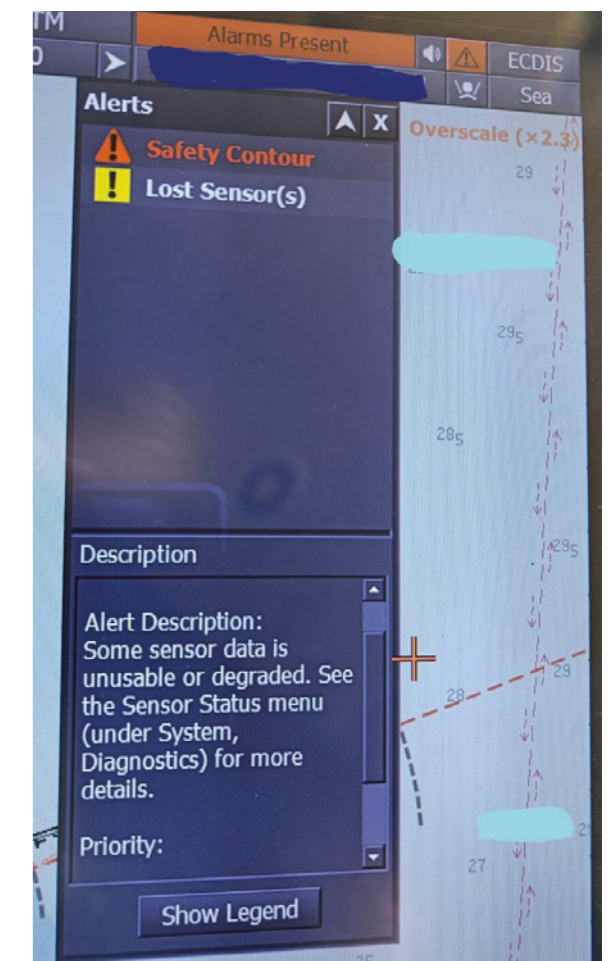 TM
Alarms Present
ECDIS
Sea
Alerts
X
Overscale (×2.3)
Safety Contour
Lost Sensor(s)
29
29₅
28₅
29₅
29
28
27
Description
Alert Description:
Some sensor data is
unusable or degraded. See
the Sensor Status menu
(under System,
Diagnostics) for more
details.
Priority:
Show Legend